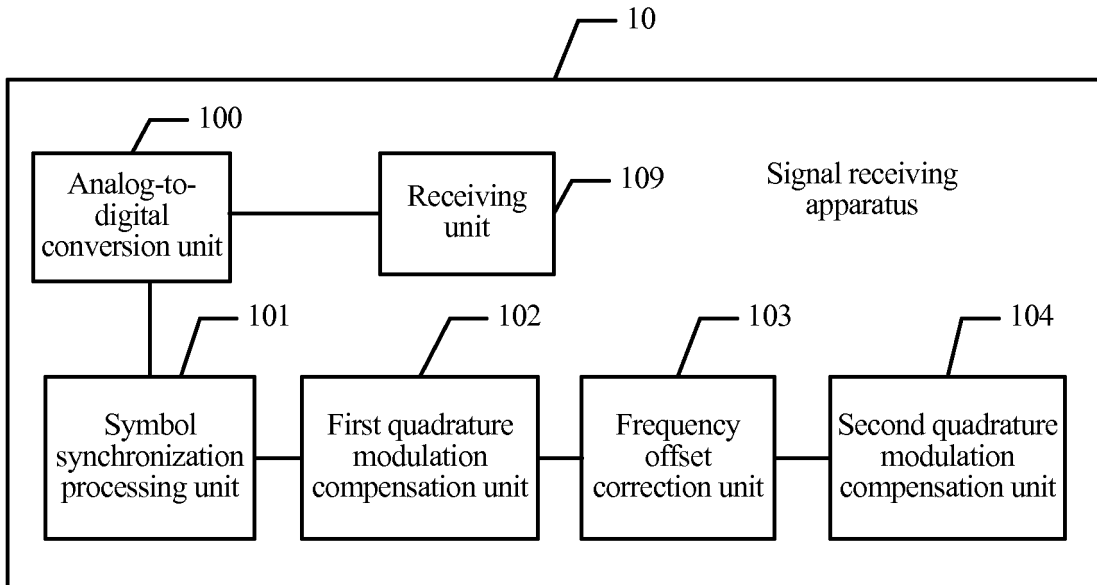 10
100
Analog-to-
digital
conversion unit
Receiving
unit
109
Signal receiving
apparatus
101
Symbol
synchronization
processing unit
102
First quadrature
modulation
compensation unit
103
Frequency
offset
correction unit
104
Second quadrature
modulation
compensation unit